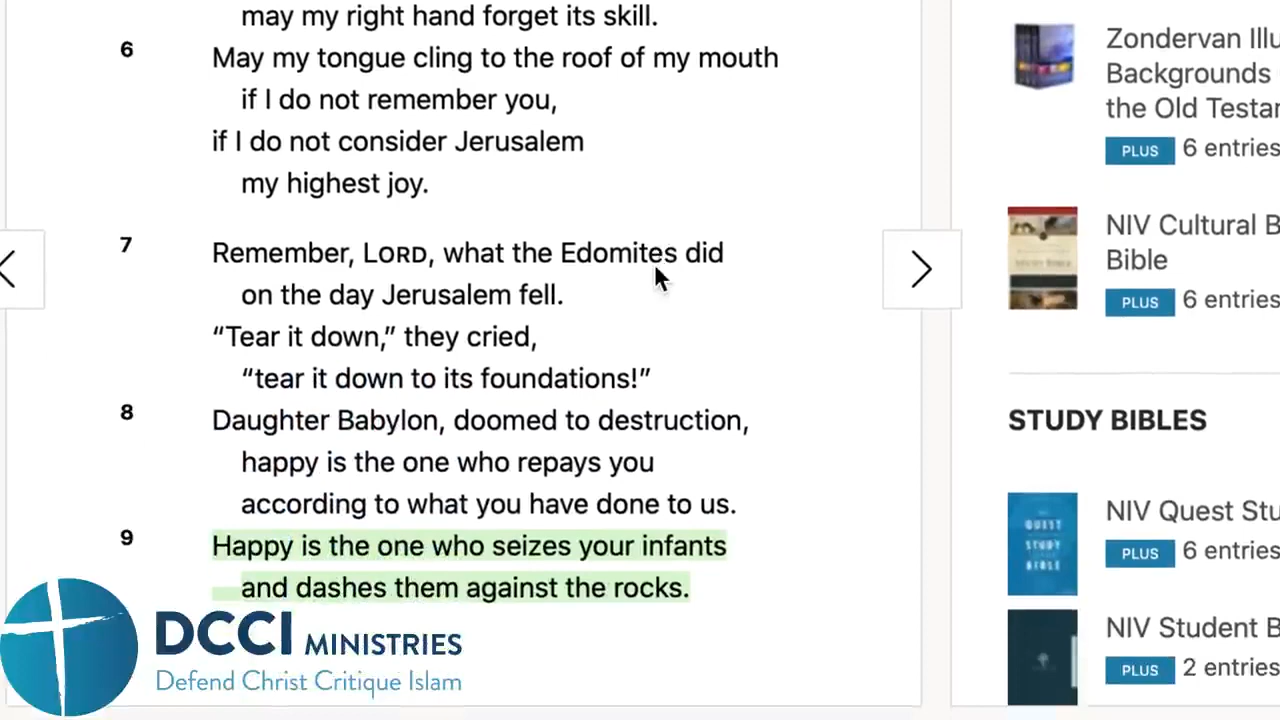 may my right hand forget its skill.
6 May my tongue cling to the roof of my mouth
if I do not remember you,
if I do not consider Jerusalem
my highest joy.
7 Remember, LORD, what the Edomites did
on the day Jerusalem fell.
“Tear it down,” they cried,
“tear it down to its foundations!”
8 Daughter Babylon, doomed to destruction,
happy is the one who repays you
according to what you have done to us.
9 Happy is the one who seizes your infants
and dashes them against the rocks.
DCCI MINISTRIES
Defend Christ Critique Islam
Zondervan Illu
Backgrounds
the Old Testar
PLUS 6 entries
NIV Cultural B
Bible
PLUS 6 entries
STUDY BIBLES
QUEST
STUDY
BIBLE
NIV Quest Stu
PLUS 6 entries
NIV Student B
PLUS 2 entries